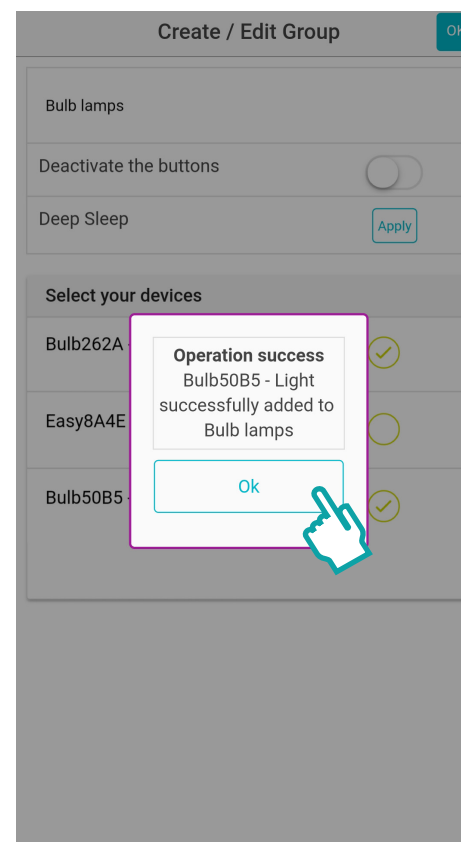 Create / Edit Group
OK
Bulb lamps
Deactivate the buttons
Deep Sleep
Apply
Select your devices
Bulb262A -
Operation success
Bulb50B5 - Light
successfully added to
Bulb lamps
Easy8A4E
Ok
Bulb50B5 -